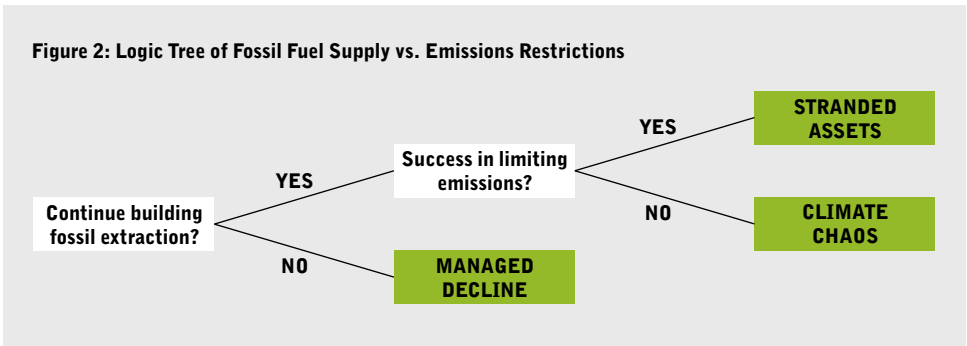 Figure 2: Logic Tree of Fossil Fuel Supply vs. Emissions Restrictions
Continue building
fossil extraction?
YES
NO
Success in limiting
emissions?
MANAGED
DECLINE
YES
NO
STRANDED
ASSETS
CLIMATE
CHAOS